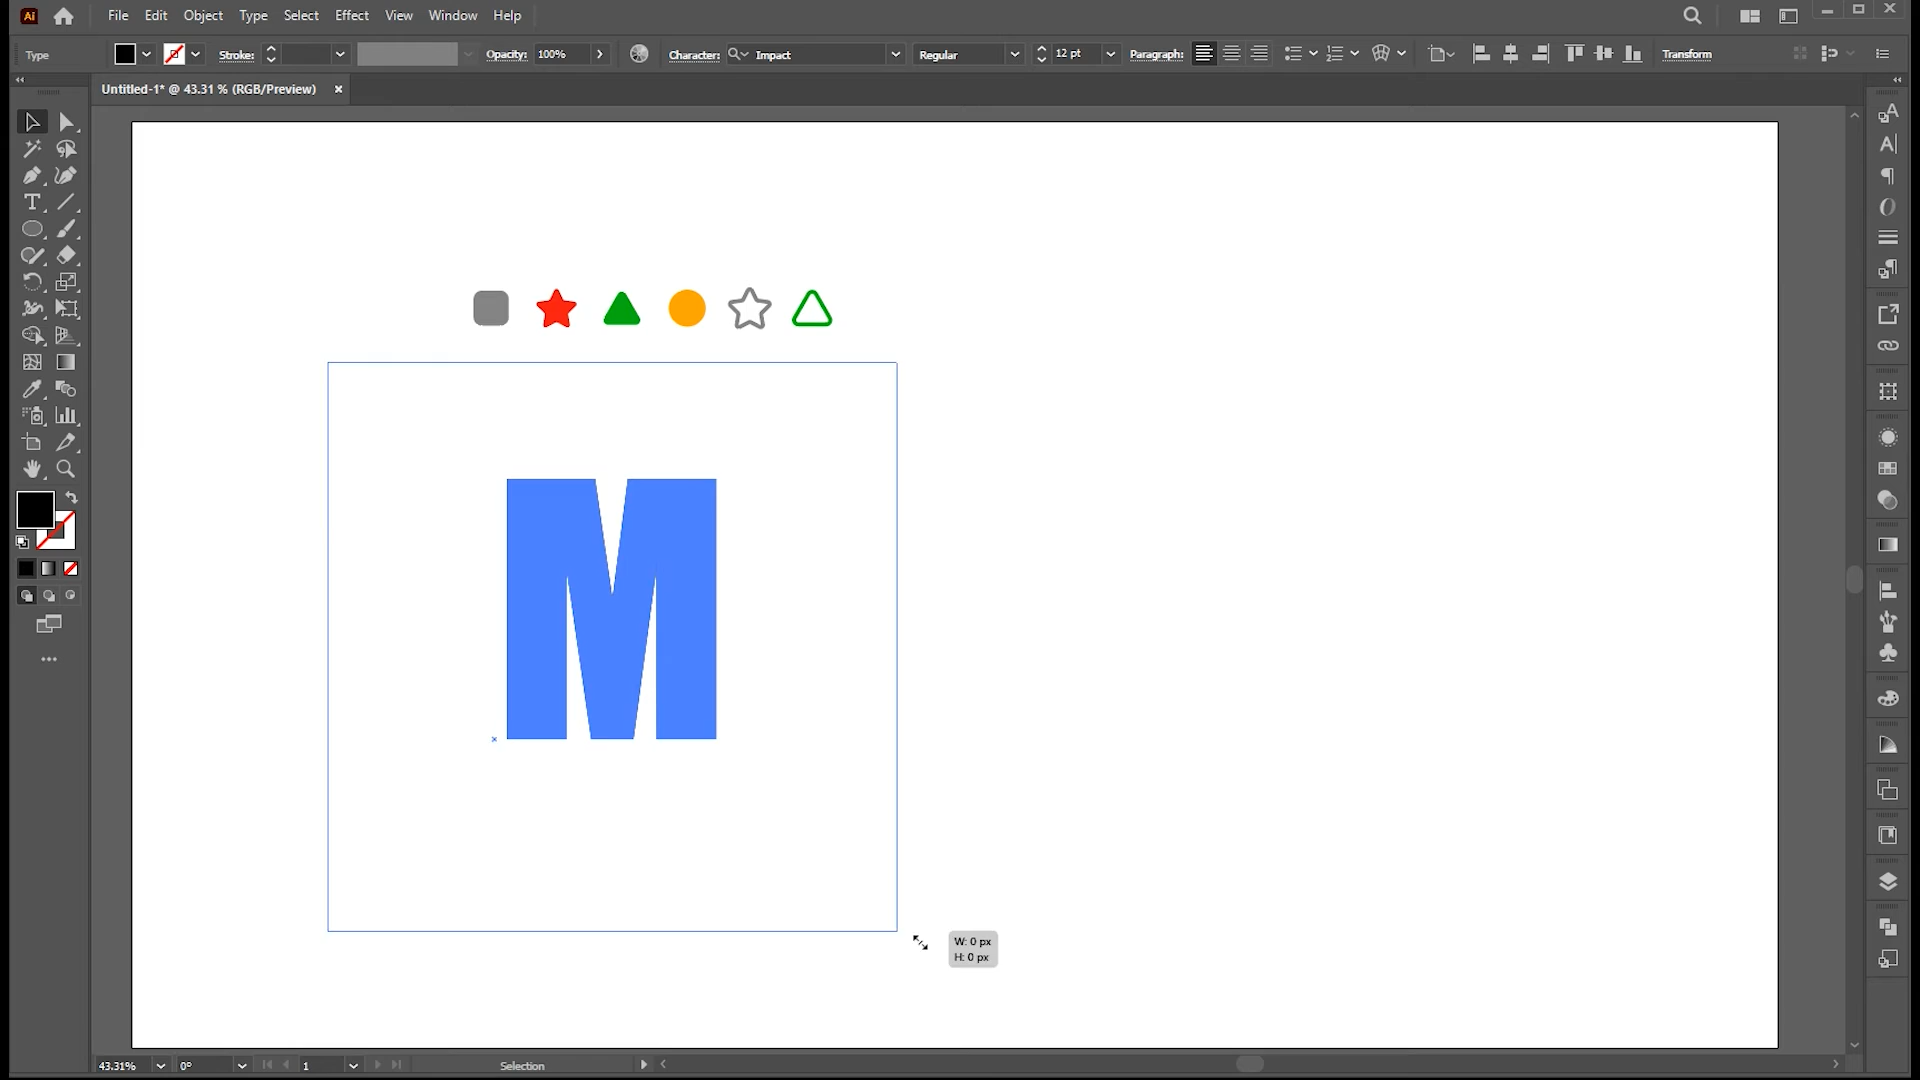 Ai File Edit Object Type Select Effect View Window Help
Type Stroke: Opacity: 100% Character: Impact Regular 12 pt Paragraph: Transform
Untitled-1* @ 43.31 % (RGB/Preview) ×
M
W: 0 px
H: 0 px
43.31% 0° 1 Selection